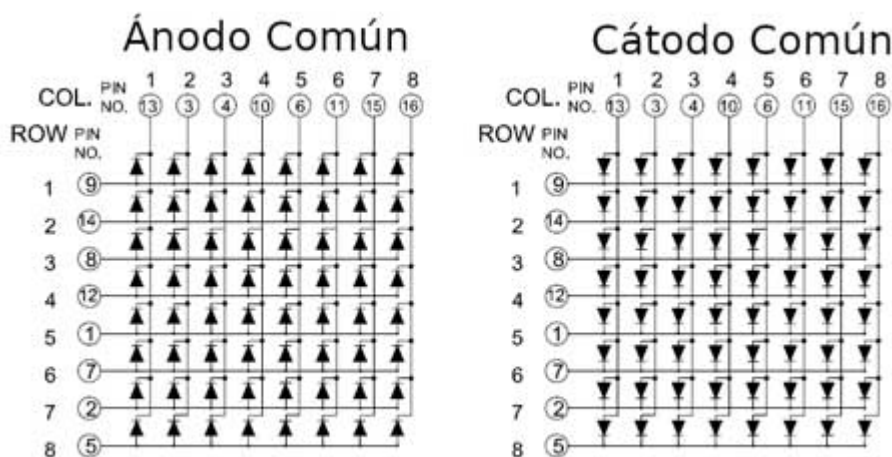 Ánodo Común
1 2 3 4 5 6 7 8
COL. PIN NO. 13 3 4 10 6 11 15 16
ROW PIN NO.
1 9
2 14
3 8
4 12
5 1
6 7
7 2
8 5
Cátodo Común
1 2 3 4 5 6 7 8
COL. PIN NO. 13 3 4 10 6 11 15 16
ROW PIN NO.
1 9
2 14
3 8
4 12
5 1
6 7
7 2
8 5